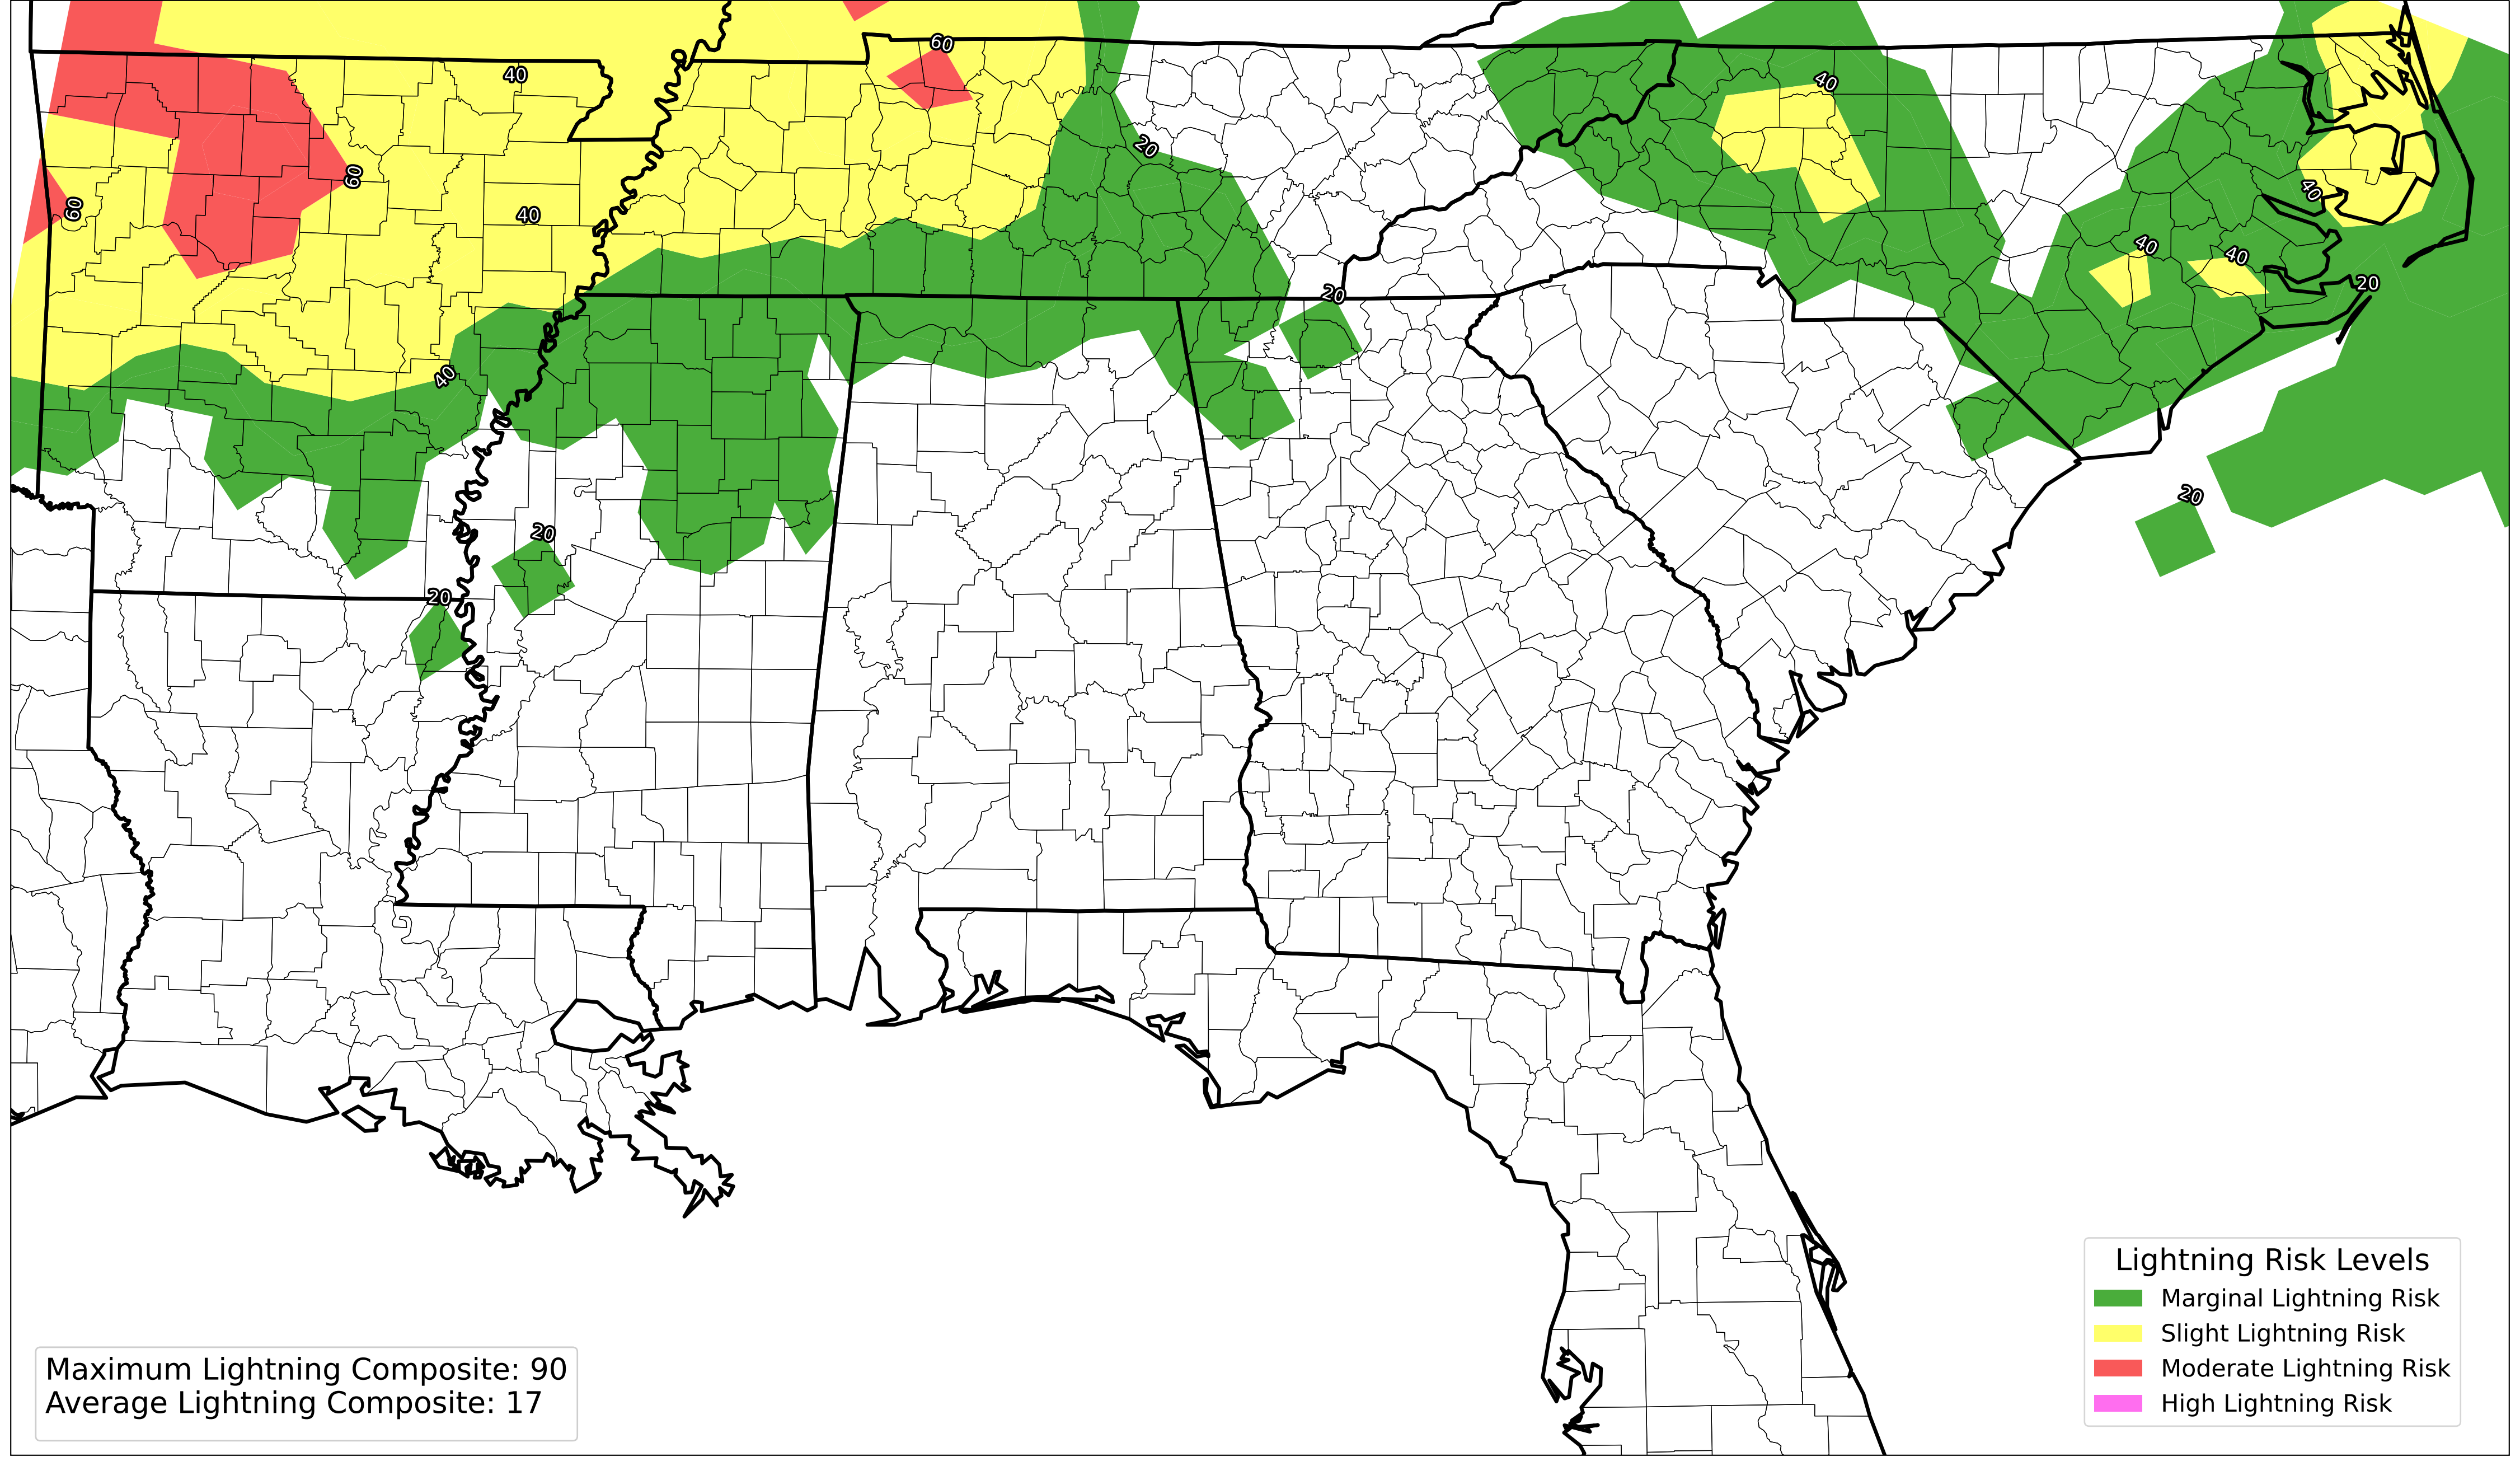 60
40
40
20
60
60
40
40
40
40
20
20
40
20
20
20
Lightning Risk Levels
Marginal Lightning Risk
Slight Lightning Risk
Moderate Lightning Risk
High Lightning Risk
Maximum Lightning Composite: 90
Average Lightning Composite: 17